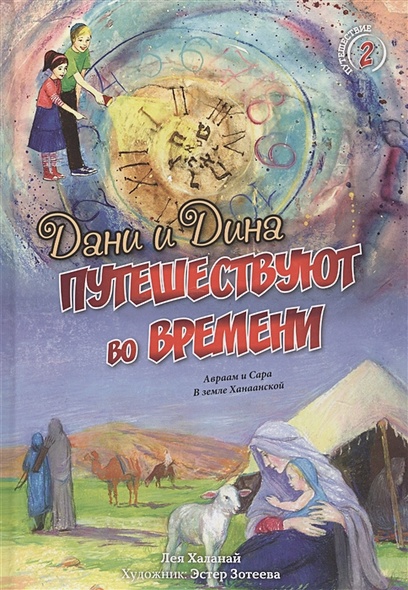 ПУТЕШЕСТВИЕ
2
Дани и Дина
ПУТЕШЕСТВУЮТ
во ВРЕМЕНИ
Авраам и Сара
В земле Ханаанской
Лея Халанай
Художник: Эстер Зотеева